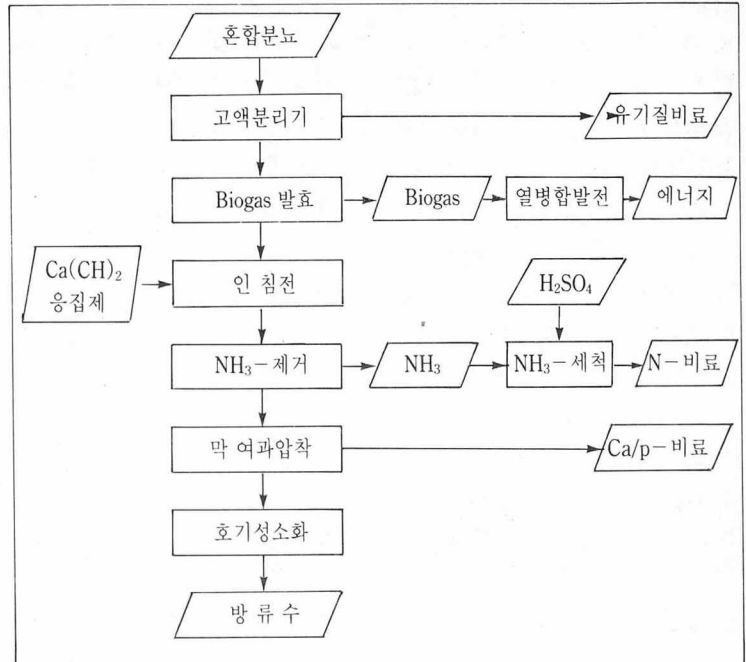 혼합분뇨
고액분리기
유기질비료
Biogas 발효
Biogas
열병합발전
에너지
Ca(CH)₂
응집제
인 침전
H₂SO₄
NH₃-제거
NH₃
NH₃-세척
N-비료
막 여과압착
Ca/p-비료
호기성소화
방 류 수